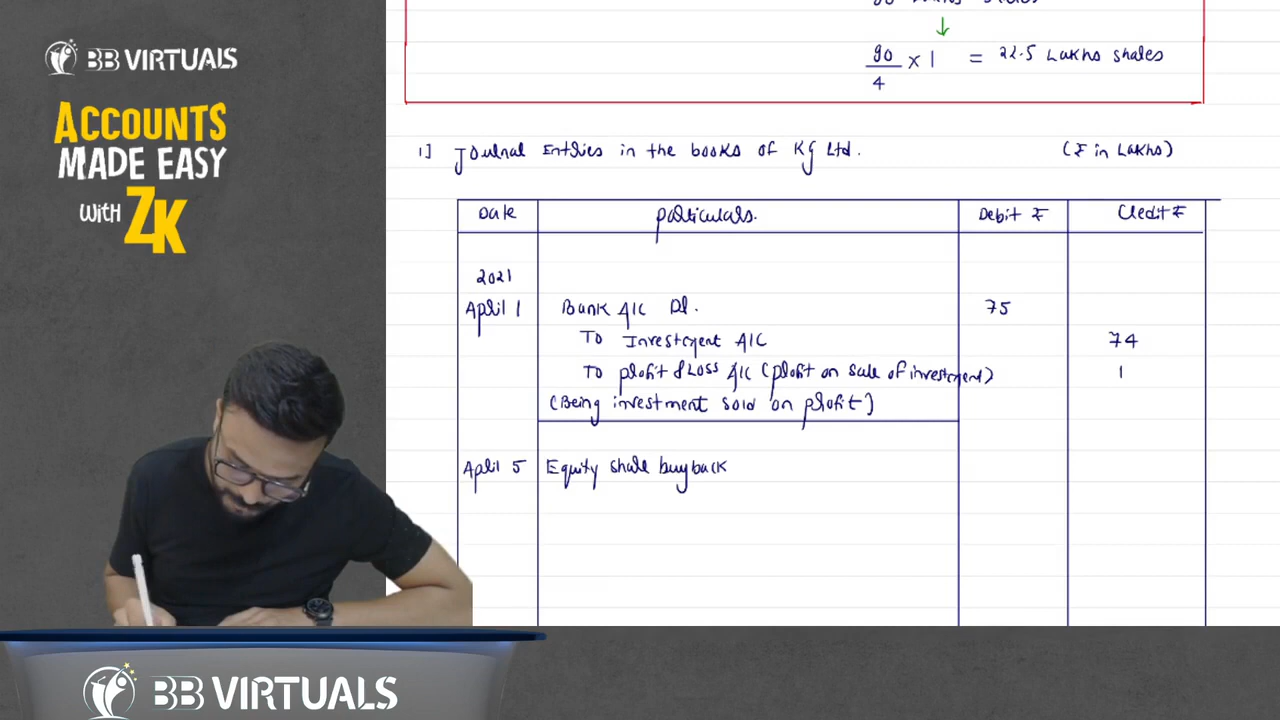 BB VIRTUALS
ACCOUNTS
MADE EASY
WITH ZK
90
4
× 1 = 22.5 Lakhs shares
1] Journal Entries in the books of KG Ltd. (₹ in Lakhs)
Date Particulars. Debit ₹ Credit ₹
2021
April 1 Bank A/C Dr. 75
To Investment A/C 74
To profit & Loss A/C (profit on sale of investment) 1
(Being investment sold on profit)
April 5 Equity share buyback
BB VIRTUALS